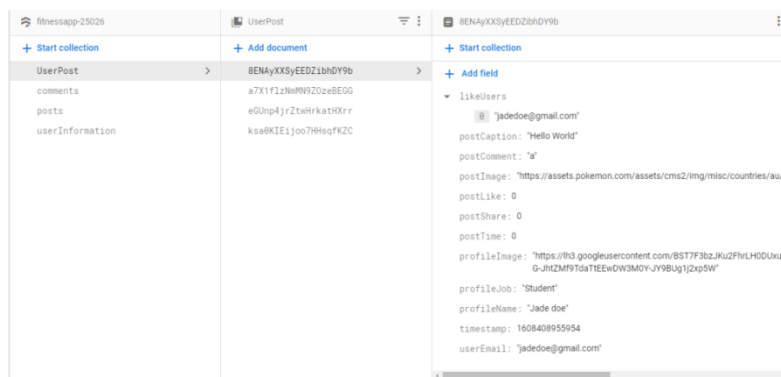 fitnessapp-25026
UserPost
8ENAyXXSyEEDZibhDY9b
+ Start collection
+ Add document
+ Start collection
UserPost
8ENAyXXSyEEDZibhDY9b
+ Add field
comments
a7X1flzNmMN9ZOzeBEGG
posts
eGUnp4jrZtwHrkatHXrr
userInformation
ksa0KIEijoo7HHsqfKZC
likeUsers
0 "jadedoe@gmail.com"
postCaption: "Hello World"
postComment: "a"
postImage: "https://assets.pokemon.com/assets/cms2/img/misc/countries/au/
postLike: 0
postShare: 0
postTime: 0
profileImage: "https://lh3.googleusercontent.com/BST7F3bzJKu2FhrLH0DUxu
G-JhtZMf9TdaTtEEwDW3M0Y-JY9BUg1j2xp5W"
profileJob: "Student"
profileName: "Jade doe"
timestamp: 1608408955954
userEmail: "jadedoe@gmail.com"